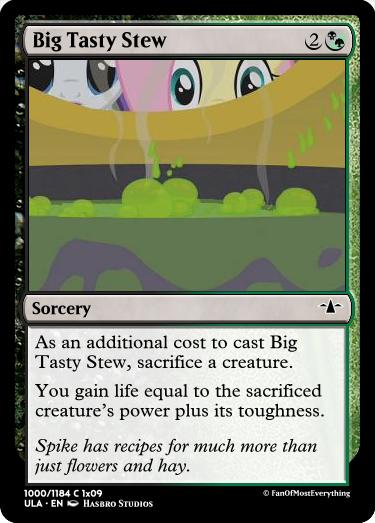 Big Tasty Stew 2
Sorcery
As an additional cost to cast Big
Tasty Stew, sacrifice a creature.
You gain life equal to the sacrificed
creature's power plus its toughness.
Spike has recipes for much more than
just flowers and hay.
1000/1184 C 1x09
ULA • EN Hasbro Studios
© FanOfMostEverything